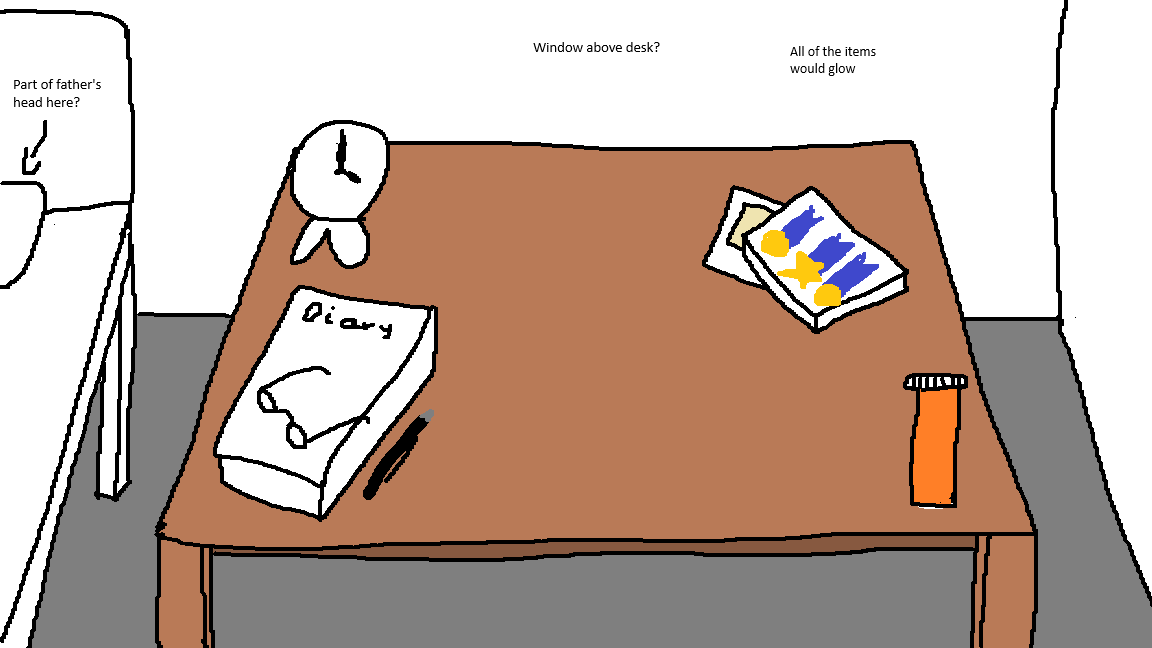 Window above desk?
All of the items
would glow
Part of father's
head here?
Diary